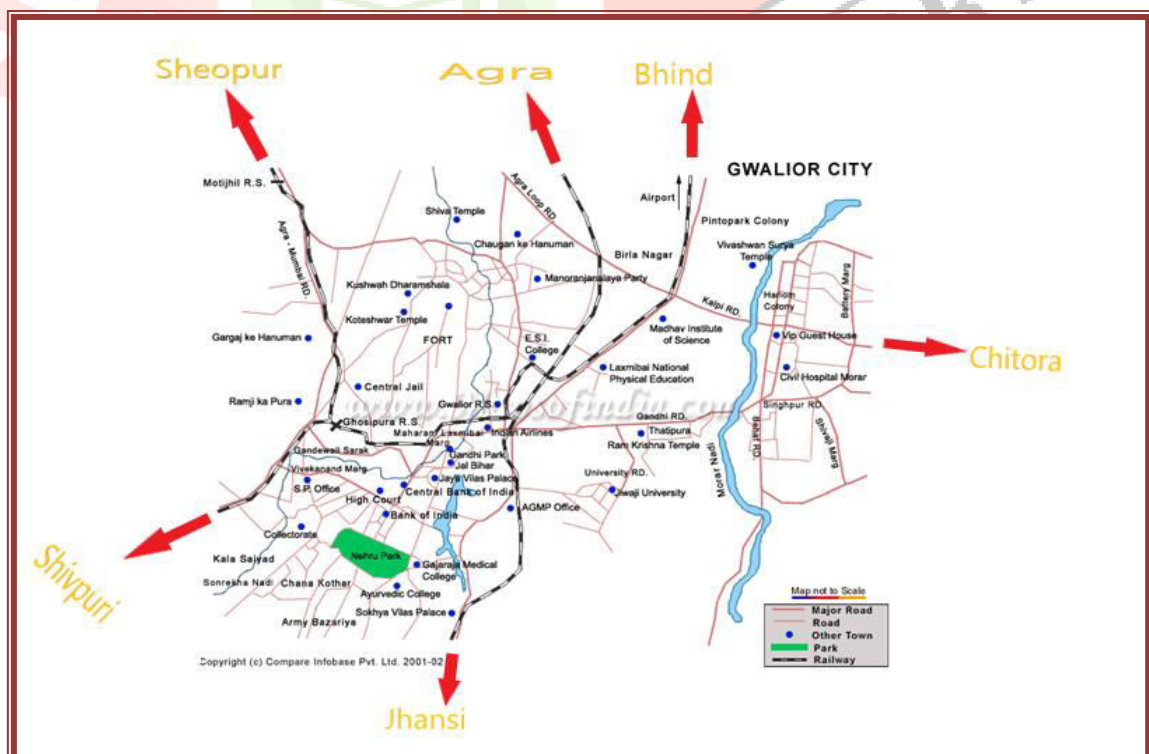 Sheopur
Agra
Bhind
GWALIOR CITY
Motijhil R.S.
Airport
Agra Loop RD.
Shiva Temple
Pintopark Colony
Chaugan ke Hanuman
Birla Nagar
Vivashwan Surya
Temple
Agra - Mumbai RD.
Manoranjanalaya Party
Kushwah Dharamshala
Kalpi RD.
Hariom
Colony
Battery Marg
Koteshwar Temple
Madhav Institute
of Science
Gargaj ke Hanuman
FORT
E.S.I.
College
Vip Guest House
Chitora
Laxmibai National
Physical Education
Civil Hospital Morar
Central Jail
Ramji ka Pura
Gwalior R.S.
Singhpur RD.
Ghosipura R.S.
Gandhi RD.
Maharani Laxmibai
Marg
Indian Airlines
Thatipura
Ram Krishna Temple
Behat RD.
Shivaji Marg
Gandewali Sarak
Gandhi Park
Jal Bihar
Vivekanand Marg
Jaya Vilas Palace
University RD.
Morar Nadi
S.P. Office
High Court
Central Bank of India
Jiwaji University
Bank of India
AGMP Office
Collectorate
Nehru Park
Kala Saiyad
Gajaraja Medical
College
Sonrekha Nadi
Chana Kothar
Ayurvedic College
Shivpuri
Sokhya Vilas Palace
Army Bazariya
Map not to Scale
Major Road
Road
Other Town
Park
Railway
Copyright (c) Compare Infobase Pvt. Ltd. 2001-02
Jhansi